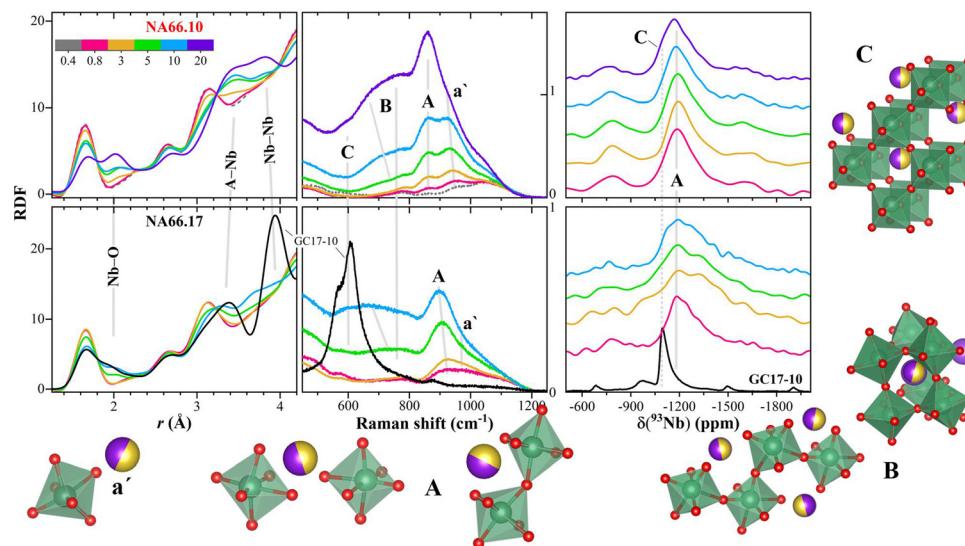 20
NA66.10
0.4 0.8 3 5 10 20
10
A–Nb
Nb–Nb
0
C
B
A
a`
1
0
C
A
C
RDF
NA66.17
20
Nb–O
GC17-10
10
0
A
a`
1
0
GC17-10
2 3 4
r (Å)
600 800 1000 1200
Raman shift (cm⁻¹)
-600 -900 -1200 -1500 -1800
δ(⁹³Nb) (ppm)
a´
A
B